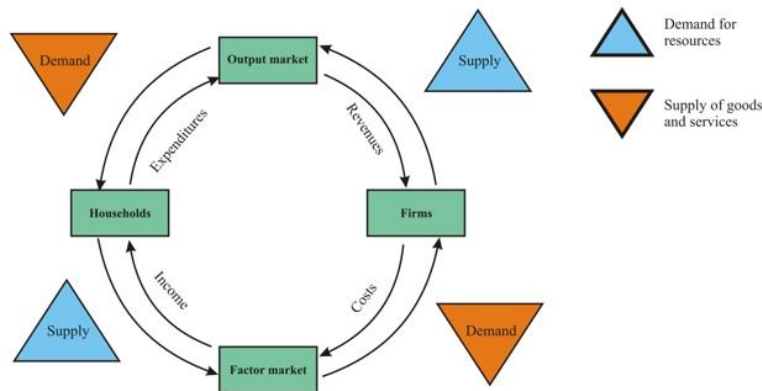 Demand
Output market
Supply
Demand for
resources
Supply of goods
and services
Expenditures
Revenues
Households
Firms
Income
Costs
Supply
Demand
Factor market